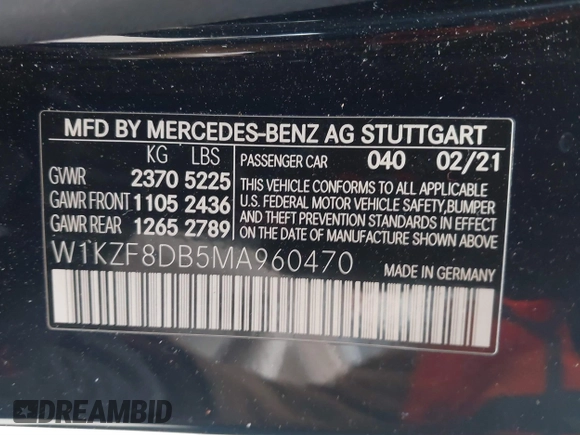 MFD BY MERCEDES-BENZ AG STUTTGART
KG LBS
GVWR 2370 5225
GAWR FRONT 1105 2436
GAWR REAR 1265 2789
PASSENGER CAR 040 02/21
THIS VEHICLE CONFORMS TO ALL APPLICABLE
U.S. FEDERAL MOTOR VEHICLE SAFETY, BUMPER
AND THEFT PREVENTION STANDARDS IN EFFECT
ON THE DATE OF MANUFACTURE SHOWN ABOVE.
W1KZF8DB5MA960470
MADE IN GERMANY
DREAMBID